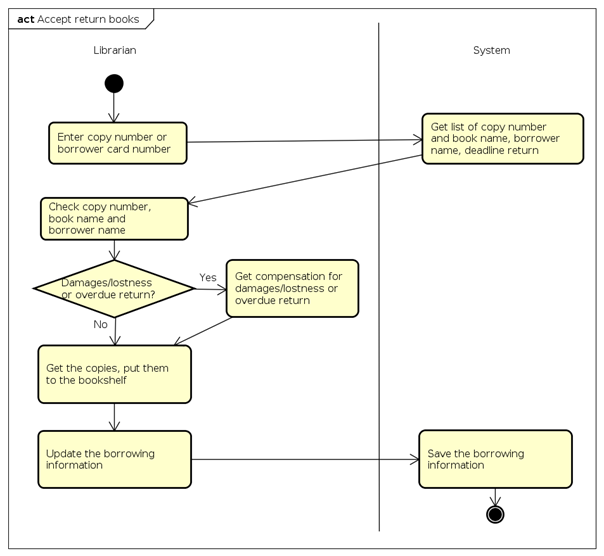 act Accept return books
Librarian
System
Enter copy number or
borrower card number
Get list of copy number
and book name, borrower
name, deadline return
Check copy number,
book name and
borrower name
Damages/lostness
or overdue return?
Yes
Get compensation for
damages/lostness or
overdue return
No
Get the copies, put them
to the bookshelf
Update the borrowing
information
Save the borrowing
information